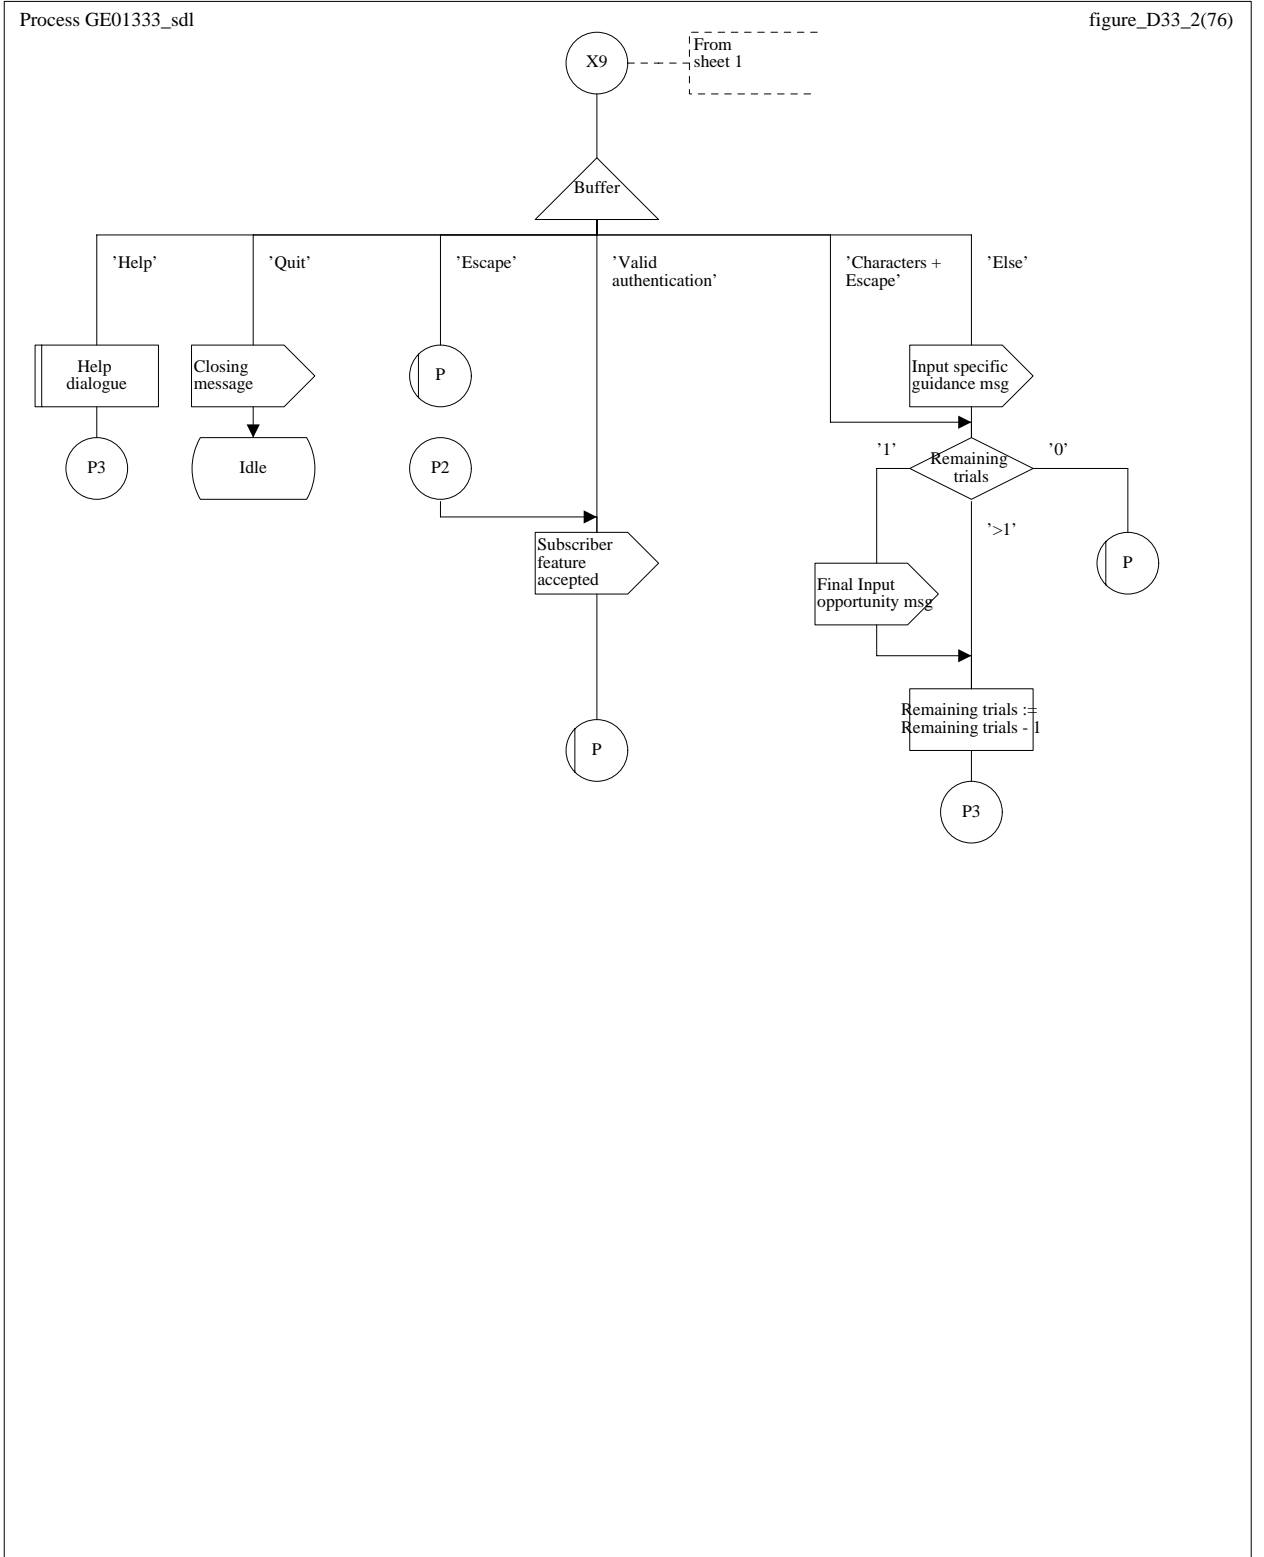 Process GE01333_sdl
figure_D33_2(76)
X9
From
sheet 1
Buffer
’Help’
’Quit’
’Escape’
’Valid
authentication’
’Characters +
Escape’
’Else’
Help
dialogue
Closing
message
P
Input specific
guidance msg
P3
Idle
P2
’1’
Remaining
trials
’0’
’>1’
Subscriber
feature
accepted
P
Final Input
opportunity msg
Remaining trials :=
Remaining trials - 1
P
P3